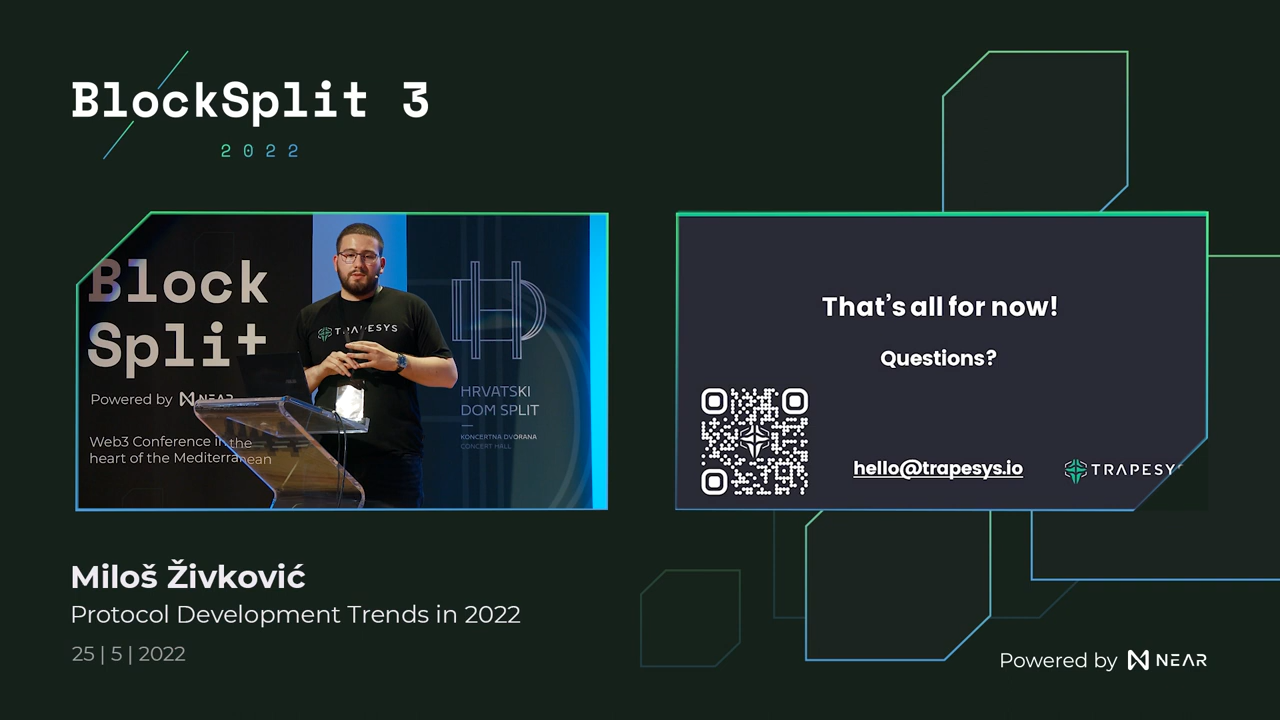 BlockSplit 3
2022
Block
Split
Powered by NEAR
Web3 Conference in the
heart of the Mediterranean
TRAPESYS
HRVATSKI
DOM SPLIT
KONCERTNA DVORANA
CONCERT HALL
That's all for now!
Questions?
hello@trapesys.io
TRAPESYS
Miloš Živković
Protocol Development Trends in 2022
25 | 5 | 2022
Powered by NEAR